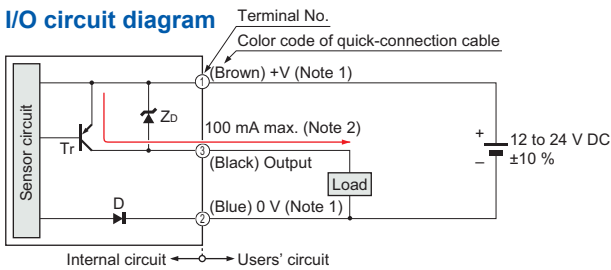 I/O circuit diagram
Terminal No.
Color code of quick-connection cable
1 (Brown) +V (Note 1)
Sensor circuit
Tr
ZD
100 mA max. (Note 2)
3
(Black) Output
+
–
12 to 24 V DC
±10 %
Load
D
2 (Blue) 0 V (Note 1)
Internal circuit
Users' circuit